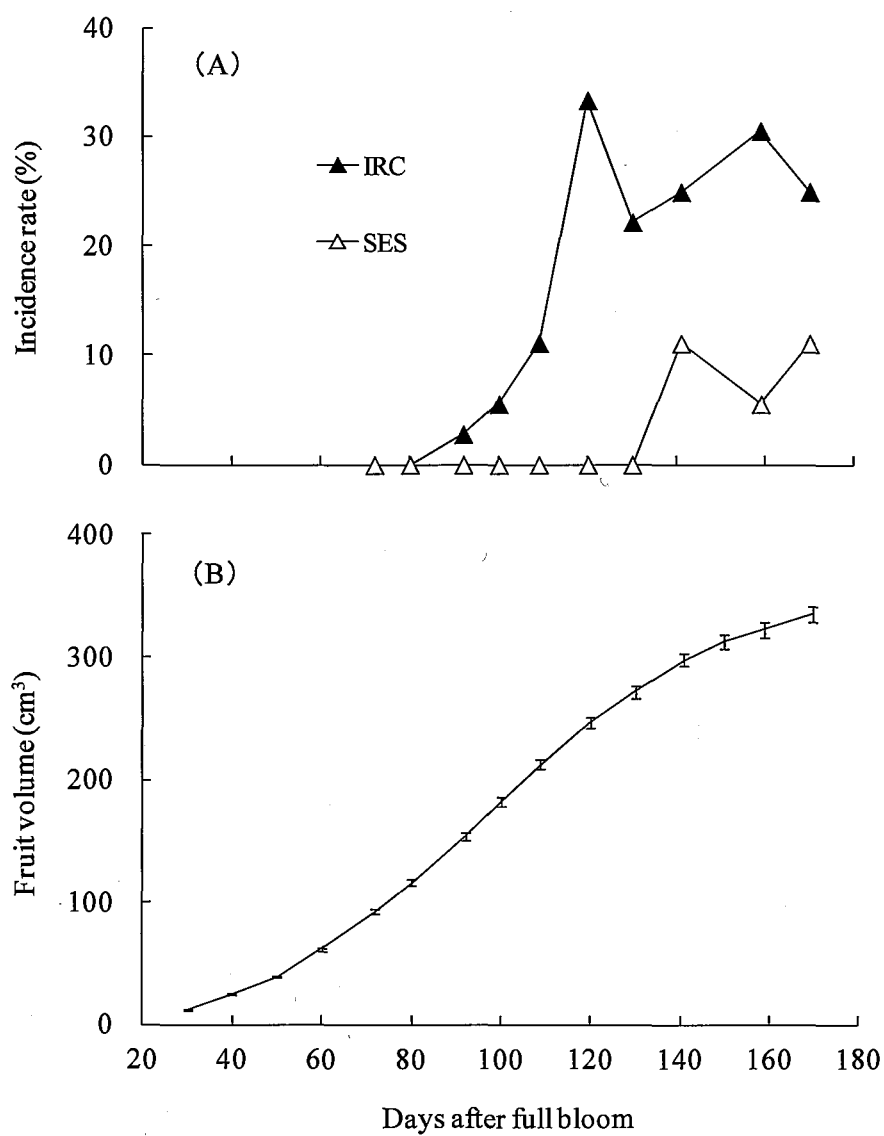 (A)
Incidence rate (%)
40
30
20
10
0
IRC
SES
(B)
Fruit volume (cm³)
400
300
200
100
0
20 40 60 80 100 120 140 160 180
Days after full bloom